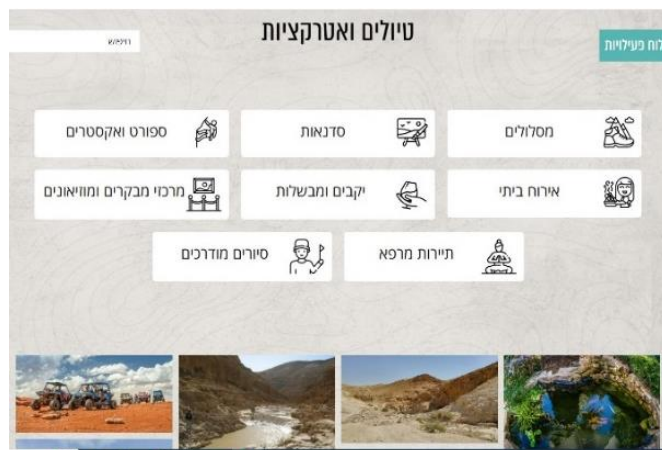 טיולים ואטרקציות
לוח פעילויות
חיפוש
מסלולים
סדנאות
ספורט ואקסטרים
אירוח ביתי
יקבים ומבשלות
מרכזי מבקרים ומוזיאונים
תיירות מרפא
סיורים מודרכים